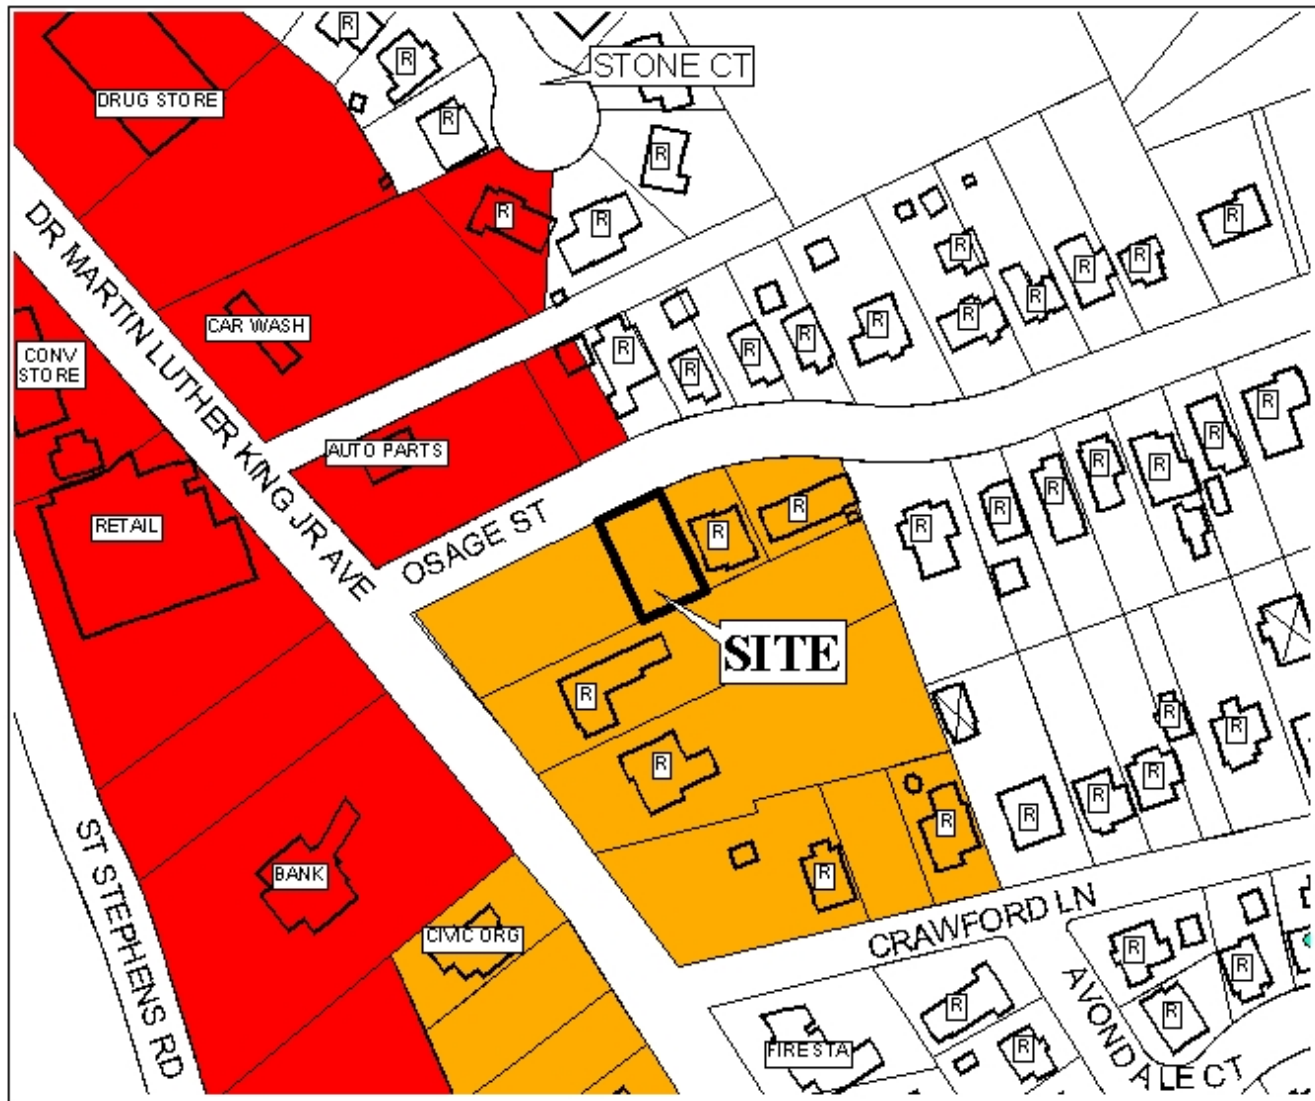 R
R
STONE CT
DRUG STORE
R
R
R
R
R
R
DR MARTIN LUTHER KING JR AVE
R
R
R
CAR WASH
R
R
R
R
R
R
R
CONV
STORE
AUTO PARTS
R
R
R
R
R
R
R
R
R
RETAIL
OSAGE ST
SITE
R
R
R
R
R
R
R
BANK
R
R
ST STEPHENS RD
CIVIC ORG
CRAWFORD LN
R
R
AVONDALE CT
R
R
FIRE STA
R